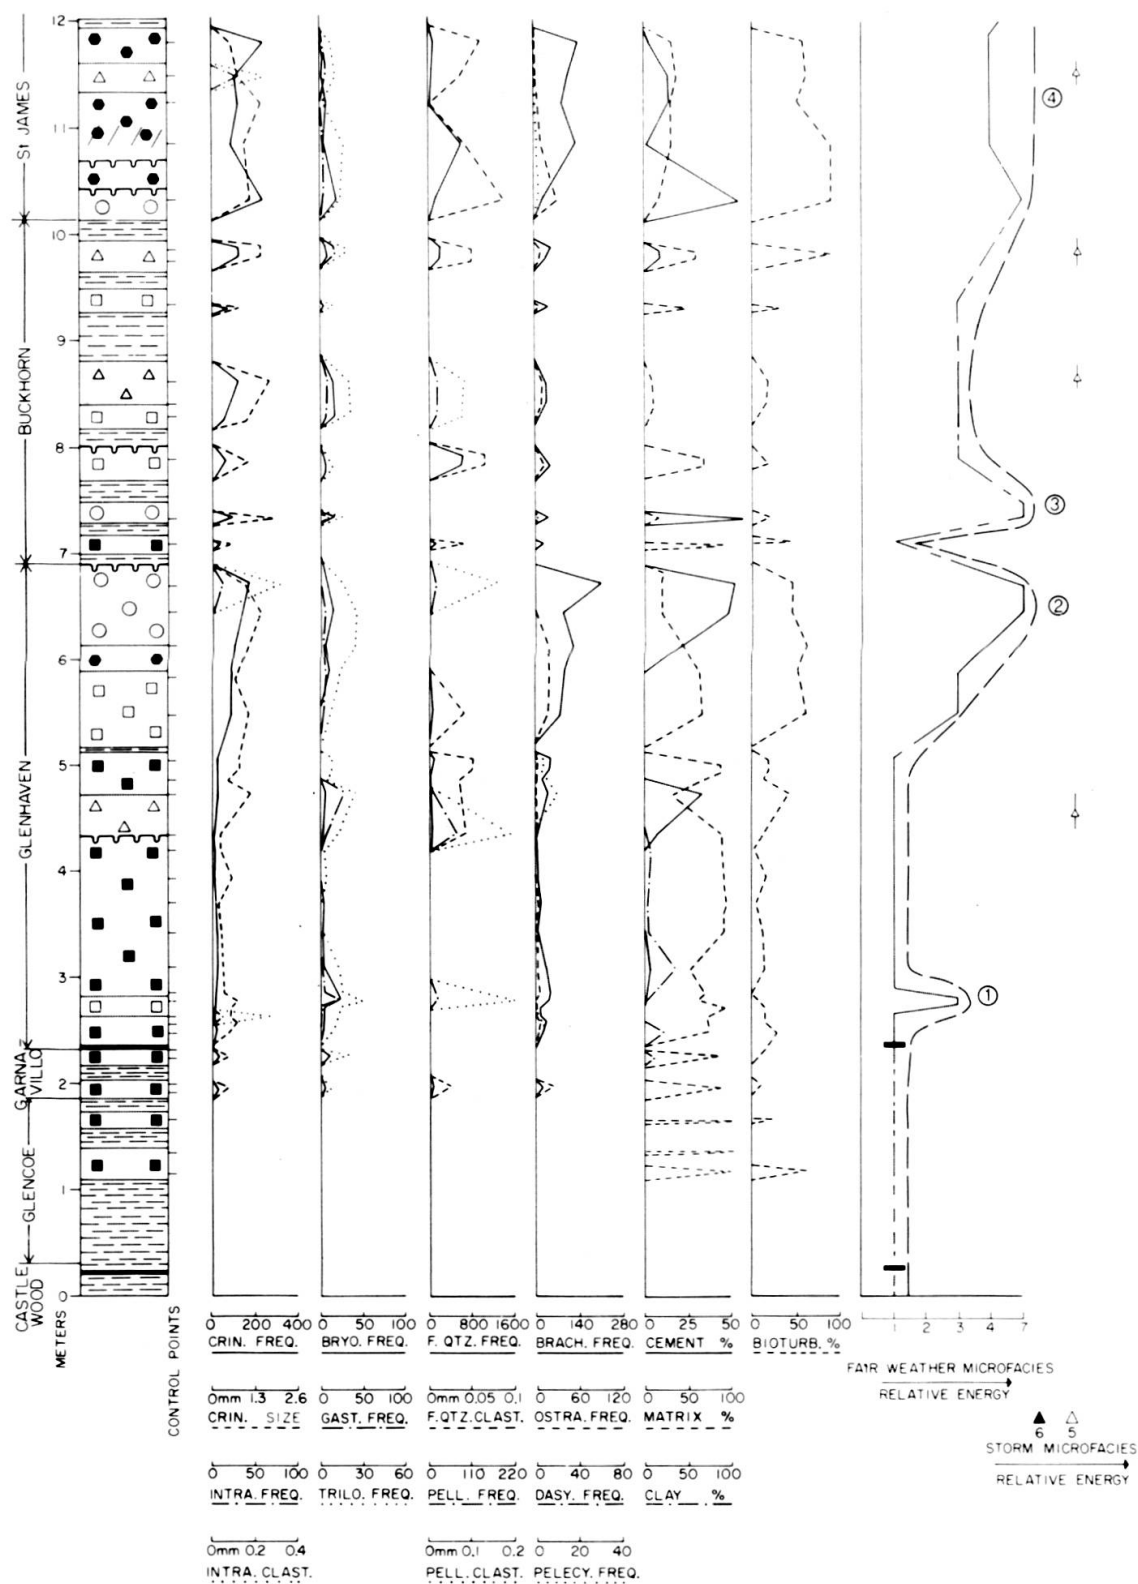 12
11
10
9
8
7
6
5
4
3
2
1
0
St JAMES
BUCKHORN
GLENHAVEN
GARNA-
VILLO
GLENCOE
CASTLE
WOOD
METERS
CONTROL POINTS
④
③
②
①
0 200 400
CRIN. FREQ.
0mm 1.3 2.6
CRIN. SIZE
0 50 100
INTRA. FREQ.
0mm 0.2 0.4
INTRA. CLAST.
0 100 200
BRYO. FREQ.
0 50 100
GAST. FREQ.
0 30 60
TRILO. FREQ.
0 800 1600
F. QTZ. FREQ.
0mm 0.05 0.1
F.QTZ.CLAST.
0 110 220
PELL. FREQ.
0mm 0.1 0.2
PELL. CLAST.
0 140 280
BRACH. FREQ.
0 60 120
OSTRA. FREQ.
0 40 80
DASY. FREQ.
0 20 40
PELECY. FREQ.
0 25 50
CEMENT %
0 50 100
MATRIX %
0 50 100
CLAY %
0 50 100
BIOTURB. %
1 2 3 4 7
FAIR WEATHER MICROFACIES
RELATIVE ENERGY
6 5
STORM MICROFACIES
RELATIVE ENERGY